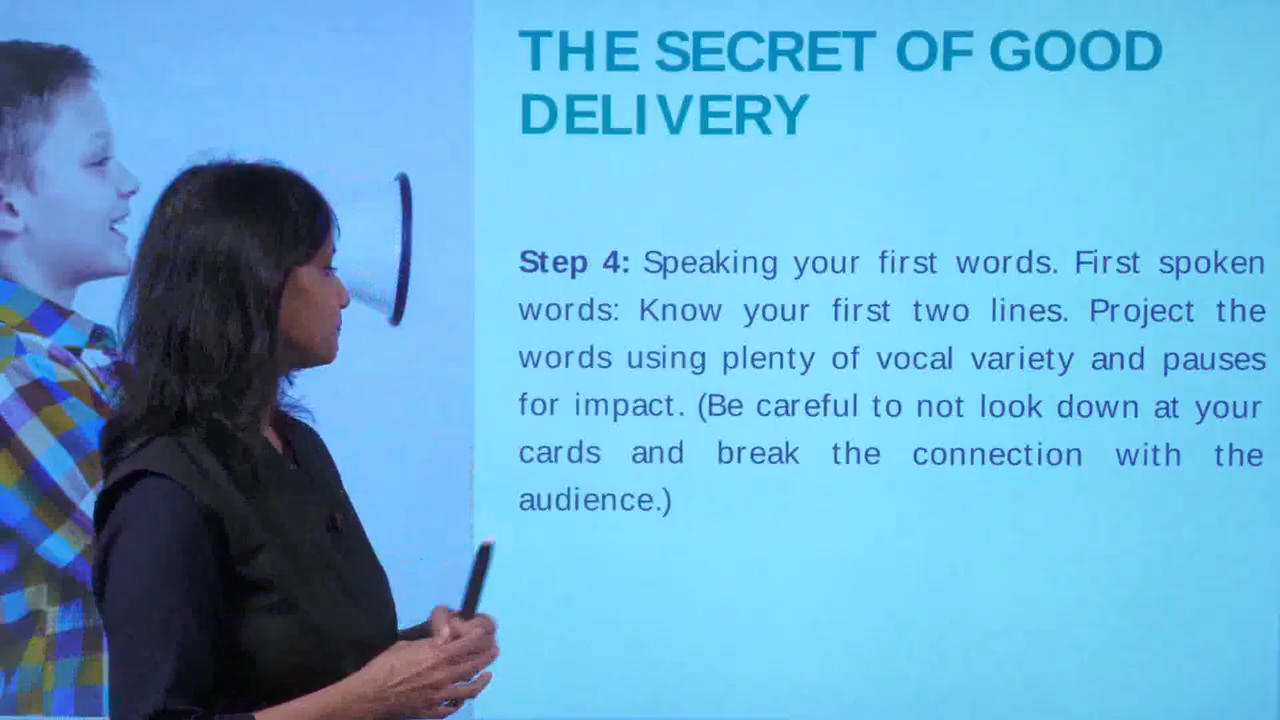 THE SECRET OF GOOD
DELIVERY
Step 4: Speaking your first words. First spoken
words: Know your first two lines. Project the
words using plenty of vocal variety and pauses
for impact. (Be careful to not look down at your
cards and break the connection with the
audience.)